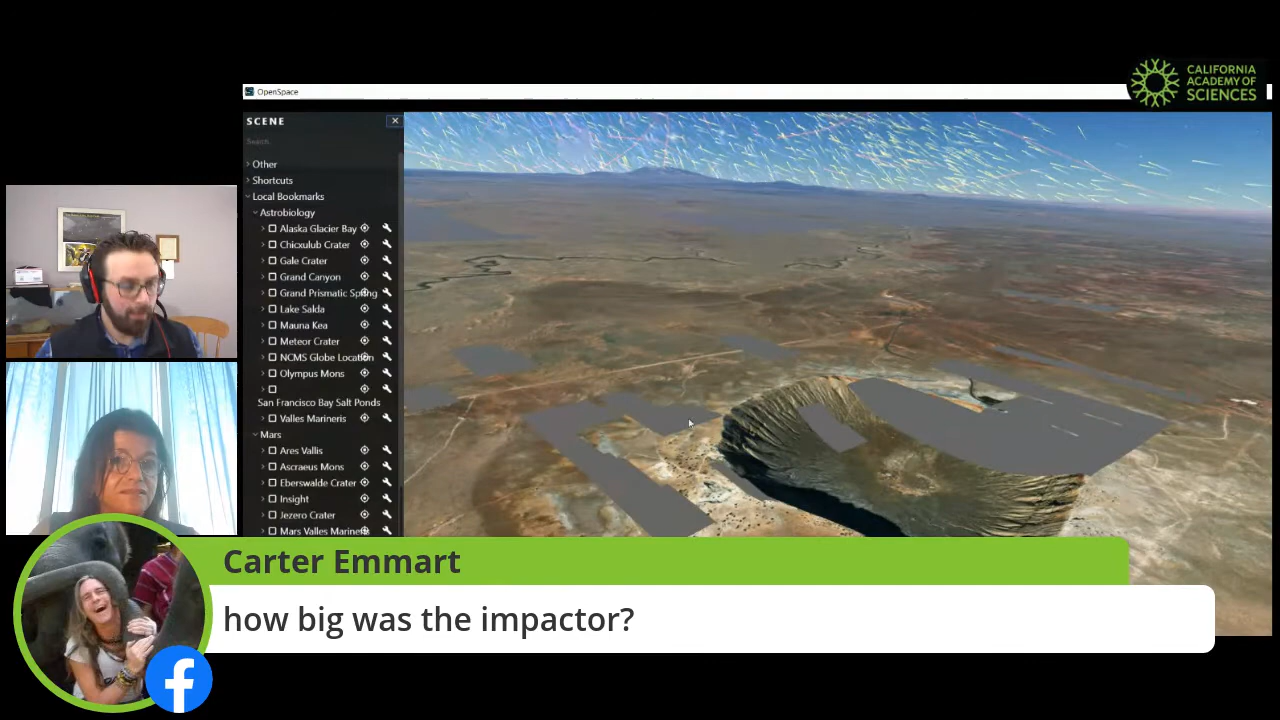 CALIFORNIA
ACADEMY OF
SCIENCES
OpenSpace
SCENE
Search.
Other
Shortcuts
Local Bookmarks
Astrobiology
Alaska Glacier Bay
Chicxulub Crater
Gale Crater
Grand Canyon
Grand Prismatic Spring
Lake Salda
Mauna Kea
Meteor Crater
NCMS Globe Location
Olympus Mons
San Francisco Bay Salt Ponds
Valles Marineris
Mars
Ares Vallis
Ascraeus Mons
Eberswalde Crater
Insight
Jezero Crater
Mars Valles Marineris
Carter Emmart
how big was the impactor?